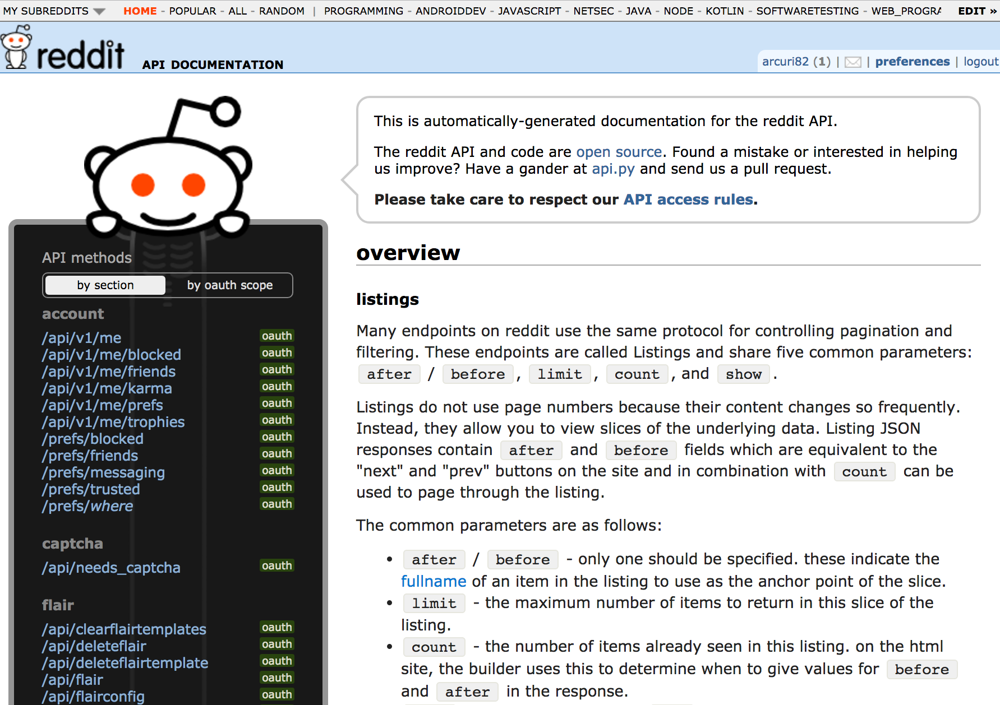 MY SUBREDDITS HOME - POPULAR - ALL - RANDOM | PROGRAMMING - ANDROIDDEV - JAVASCRIPT - NETSEC - JAVA - NODE - KOTLIN - SOFTWARETESTING - WEB_PROGRA EDIT »
reddit API DOCUMENTATION
arcuri82 (1) | | preferences | logout
This is automatically-generated documentation for the reddit API.
The reddit API and code are open source. Found a mistake or interested in helping
us improve? Have a gander at api.py and send us a pull request.
Please take care to respect our API access rules.
API methods
by section by oauth scope
account
/api/v1/me oauth
/api/v1/me/blocked oauth
/api/v1/me/friends oauth
/api/v1/me/karma oauth
/api/v1/me/prefs oauth
/api/v1/me/trophies oauth
/prefs/blocked oauth
/prefs/friends oauth
/prefs/messaging oauth
/prefs/trusted oauth
/prefs/where oauth
captcha
/api/needs_captcha oauth
flair
/api/clearflairtemplates oauth
/api/deleteflair oauth
/api/deleteflairtemplate oauth
/api/flair oauth
/api/flairconfig oauth
overview
listings
Many endpoints on reddit use the same protocol for controlling pagination and
filtering. These endpoints are called Listings and share five common parameters:
after / before, limit, count, and show.
Listings do not use page numbers because their content changes so frequently.
Instead, they allow you to view slices of the underlying data. Listing JSON
responses contain after and before fields which are equivalent to the
"next" and "prev" buttons on the site and in combination with count can be
used to page through the listing.
The common parameters are as follows:
• after / before - only one should be specified. these indicate the
fullname of an item in the listing to use as the anchor point of the slice.
• limit - the maximum number of items to return in this slice of the
listing.
• count - the number of items already seen in this listing. on the html
site, the builder uses this to determine when to give values for before
and after in the response.